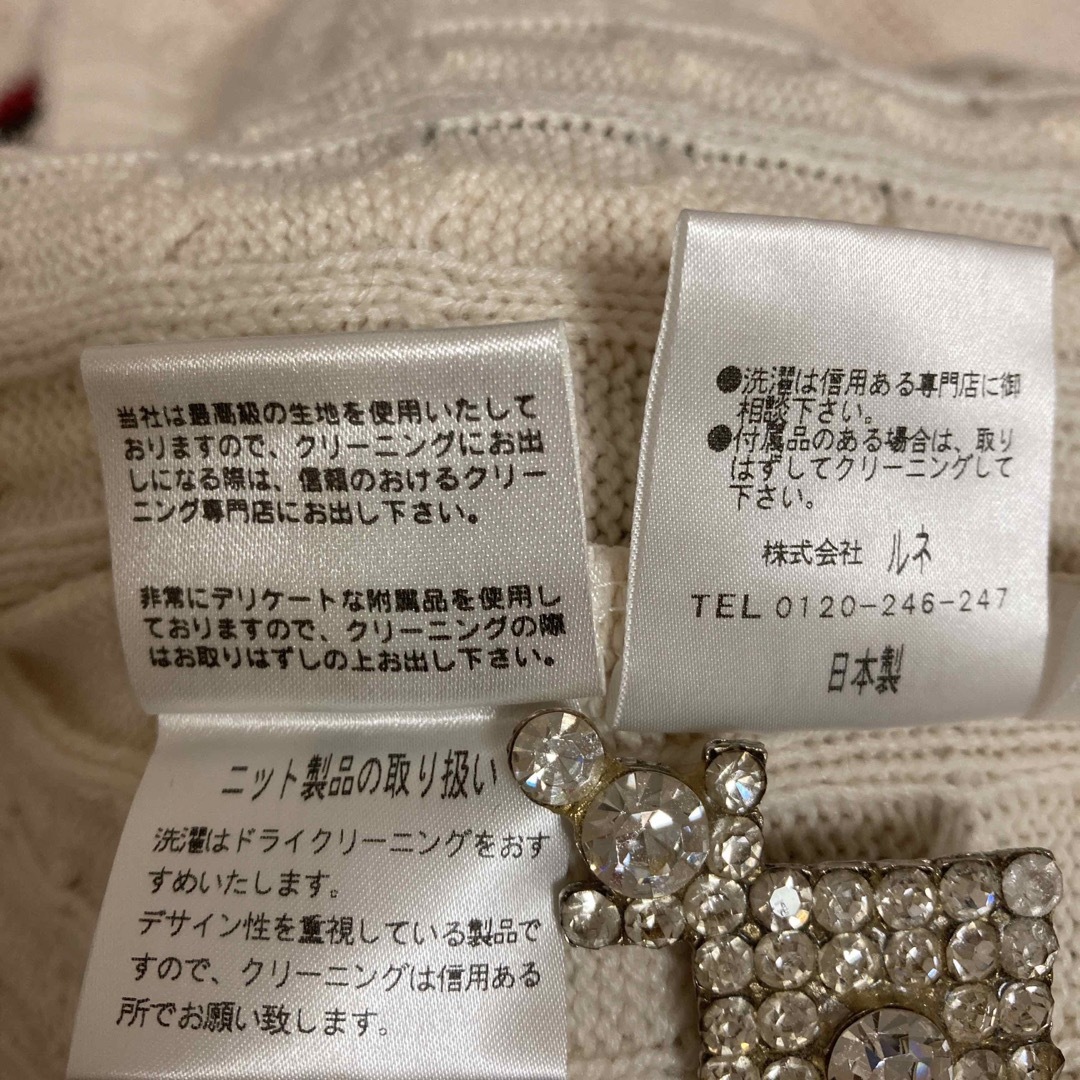 当社は最高級の生地を使用いたして
おりますので、クリーニングにお出
しになる際は、信頼のおけるクリー
ニング専門店にお出し下さい。
非常にデリケートな附属品を使用し
ておりますので、クリーニングの際
はお取りはずしの上お出し下さい。
●洗濯は信用ある専門店に御
相談下さい。
●付属品のある場合は、取り
はずしてクリーニングして
下さい。
株式会社 ルネ
TEL 0120-246-247
日本製
ニット製品の取り扱い
洗濯はドライクリーニングをおす
すめいたします。
デザイン性を重視している製品で
すので、クリーニングは信用ある
所でお願い致します。